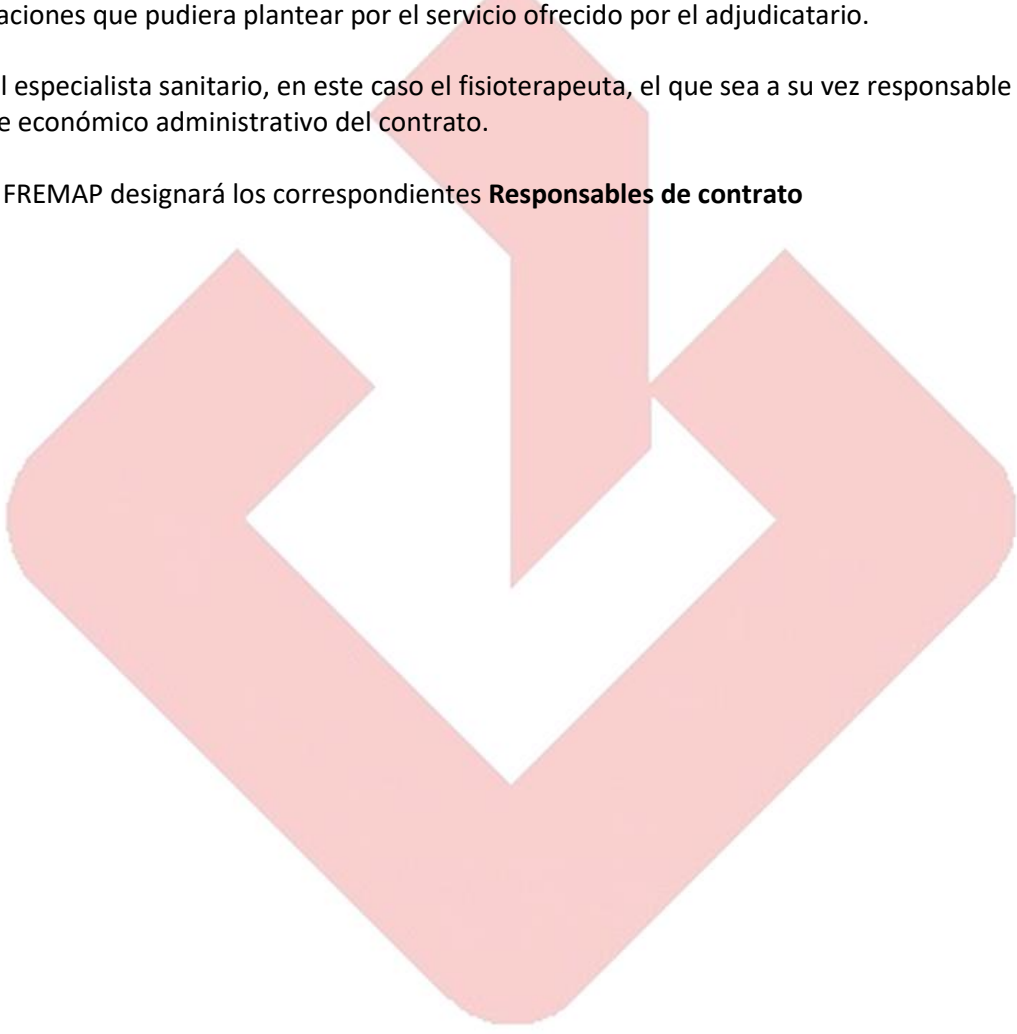 aciones que pudiera plantear por el servicio ofrecido por el adjudicatario.
l especialista sanitario, en este caso el fisioterapeuta, el que sea a su vez responsable
e económico administrativo del contrato.
FREMAP designará los correspondientes Responsables de contrato